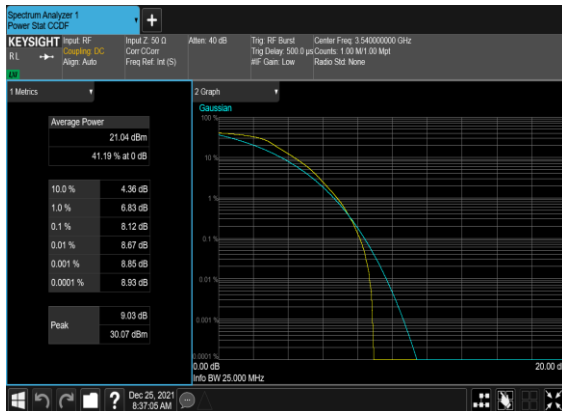 Spectrum Analyzer 1
Power Stat CCDF
KEYSIGHT
RL
Input: RF
Coupling: DC
Align: Auto
Input Z: 50 Ω
Corr CCorr
Freq Ref: Int (S)
Atten: 40 dB
Trig: RF Burst
Trig Delay: 500.0 µs
#IF Gain: Low
Center Freq: 3.540000000 GHz
Counts: 1.00 M/1.00 Mpt
Radio Std: None
1 Metrics
Average Power
21.04 dBm
41.19 % at 0 dB
10.0 % 4.36 dB
1.0 % 6.83 dB
0.1 % 8.12 dB
0.01 % 8.67 dB
0.001 % 8.85 dB
0.0001 % 8.93 dB
Peak
9.03 dB
30.07 dBm
2 Graph
Gaussian
100 %
10 %
1 %
0.1 %
0.01 %
0.001 %
0.0001 %
0.00 dB
20.00 d
Info BW 25.000 MHz
?
Dec 25, 2021
8:37:05 AM